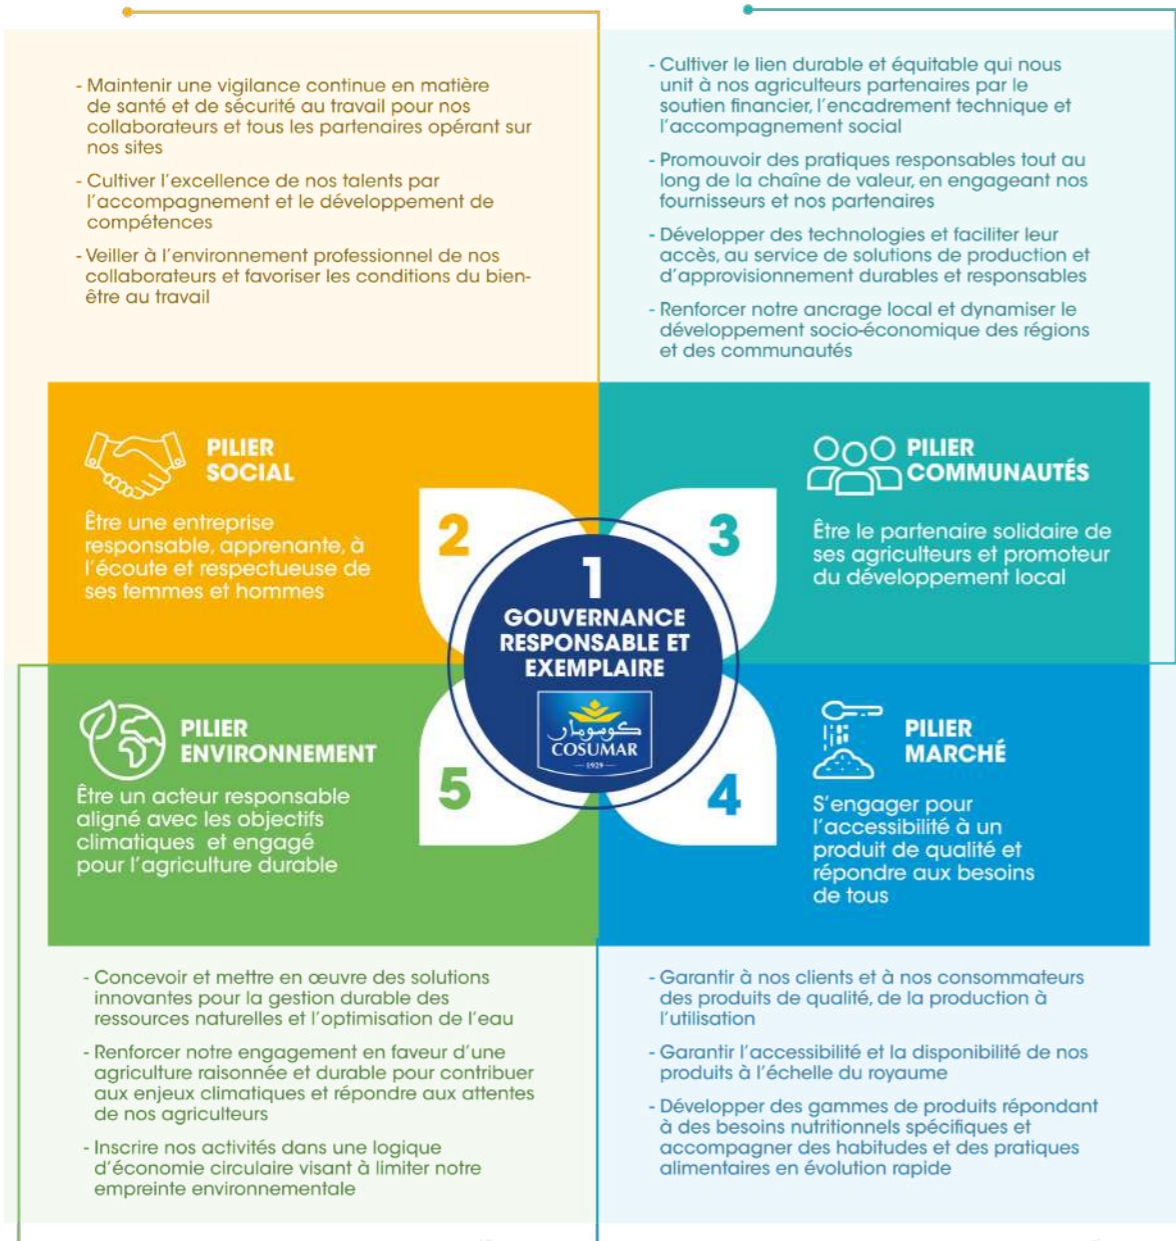 - Maintenir une vigilance continue en matière
de santé et de sécurité au travail pour nos
collaborateurs et tous les partenaires opérant sur
nos sites
- Cultiver l'excellence de nos talents par
l'accompagnement et le développement de
compétences
- Veiller à l'environnement professionnel de nos
collaborateurs et favoriser les conditions du bien-
être au travail
- Cultiver le lien durable et équitable qui nous
unit à nos agriculteurs partenaires par le
soutien financier, l'encadrement technique et
l'accompagnement social
- Promouvoir des pratiques responsables tout au
long de la chaîne de valeur, en engageant nos
fournisseurs et nos partenaires
- Développer des technologies et faciliter leur
accès, au service de solutions de production et
d'approvisionnement durables et responsables
- Renforcer notre ancrage local et dynamiser le
développement socio-économique des régions
et des communautés
PILIER
SOCIAL
Être une entreprise
responsable, apprenante, à
l'écoute et respectueuse de
ses femmes et hommes
2
PILIER
COMMUNAUTÉS
Être le partenaire solidaire de
ses agriculteurs et promoteur
du développement local
3
1
GOUVERNANCE
RESPONSABLE ET
EXEMPLAIRE
كوسومار
COSUMAR
1929
PILIER
ENVIRONNEMENT
Être un acteur responsable
aligné avec les objectifs
climatiques et engagé
pour l'agriculture durable
5
PILIER
MARCHÉ
S'engager pour
l'accessibilité à un
produit de qualité et
répondre aux besoins
de tous
4
- Concevoir et mettre en œuvre des solutions
innovantes pour la gestion durable des
ressources naturelles et l'optimisation de l'eau
- Renforcer notre engagement en faveur d'une
agriculture raisonnée et durable pour contribuer
aux enjeux climatiques et répondre aux attentes
de nos agriculteurs
- Inscrire nos activités dans une logique
d'économie circulaire visant à limiter notre
empreinte environnementale
- Garantir à nos clients et à nos consommateurs
des produits de qualité, de la production à
l'utilisation
- Garantir l'accessibilité et la disponibilité de nos
produits à l'échelle du royaume
- Développer des gammes de produits répondant
à des besoins nutritionnels spécifiques et
accompagner des habitudes et des pratiques
alimentaires en évolution rapide